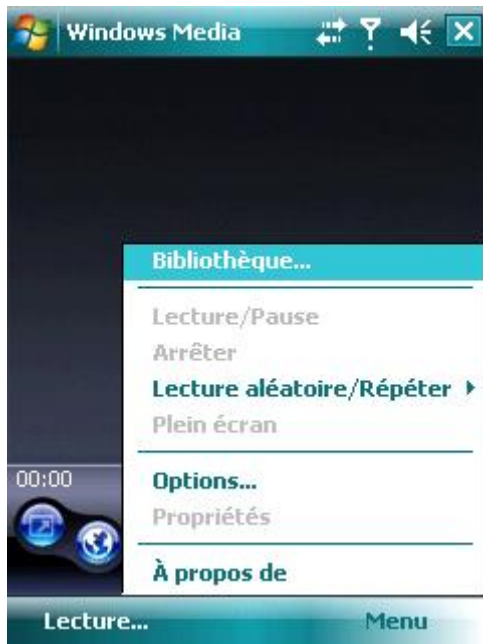 Windows Media
Bibliothèque...
Lecture/Pause
Arrêter
Lecture aléatoire/Répéter
Plein écran
00:00
Options...
Propriétés
À propos de
Lecture...
Menu